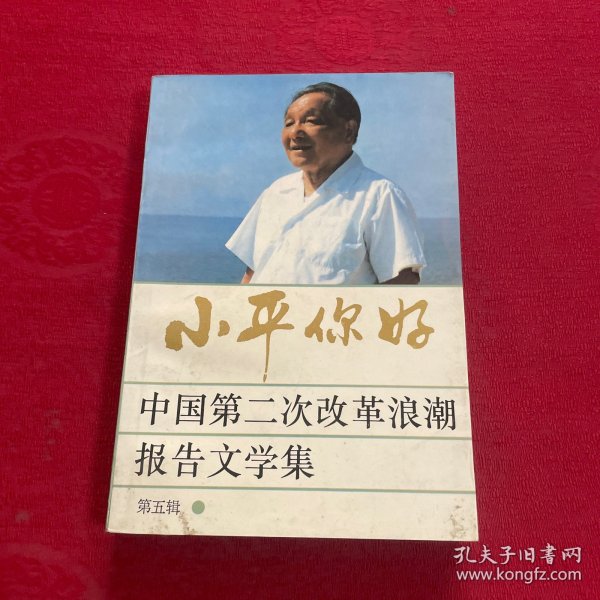 小平你好
中国第二次改革浪潮
报告文学集
第五辑
孔夫子旧书网
www.kongfz.com